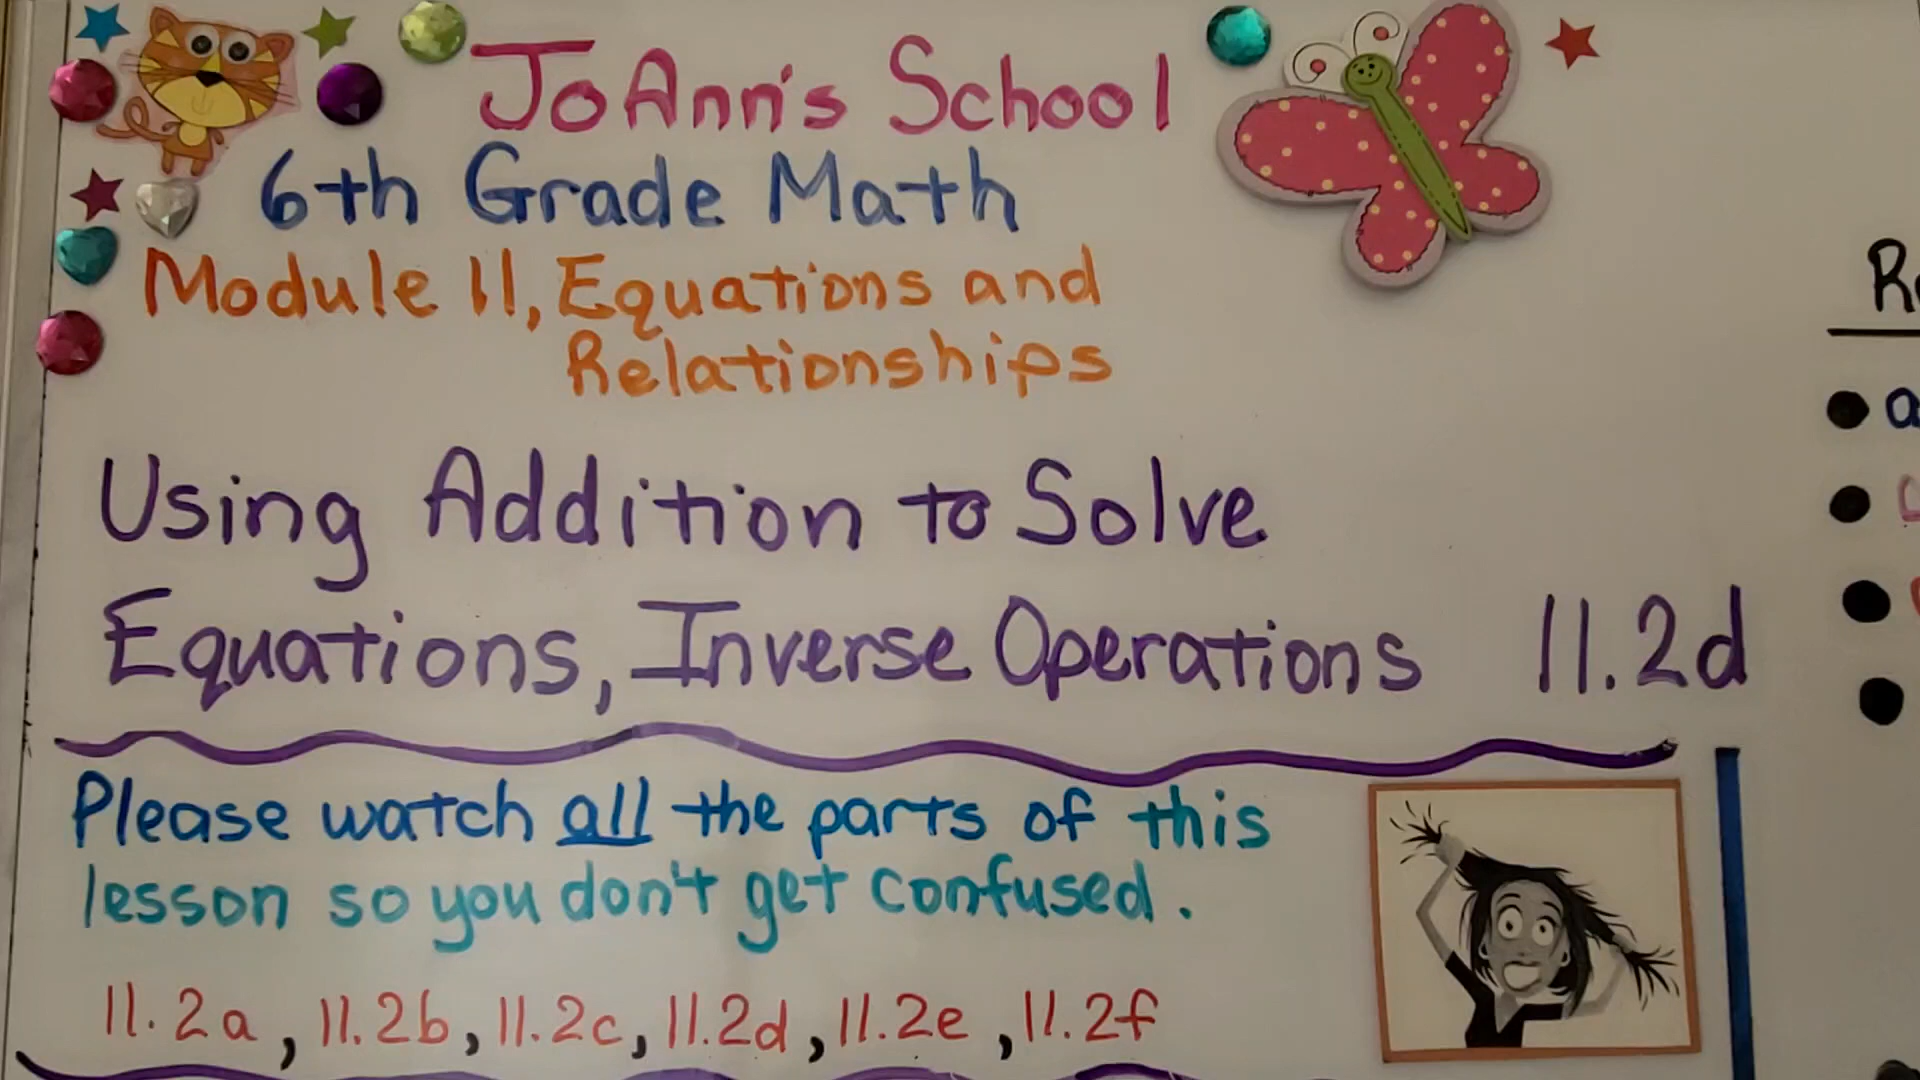 JoAnn's School
6th Grade Math
Module 11, Equations and
Relationships
Using Addition to Solve
Equations, Inverse Operations 11.2d
Please watch all the parts of this
lesson so you don't get confused.
11.2a, 11.2b, 11.2c, 11.2d, 11.2e, 11.2f